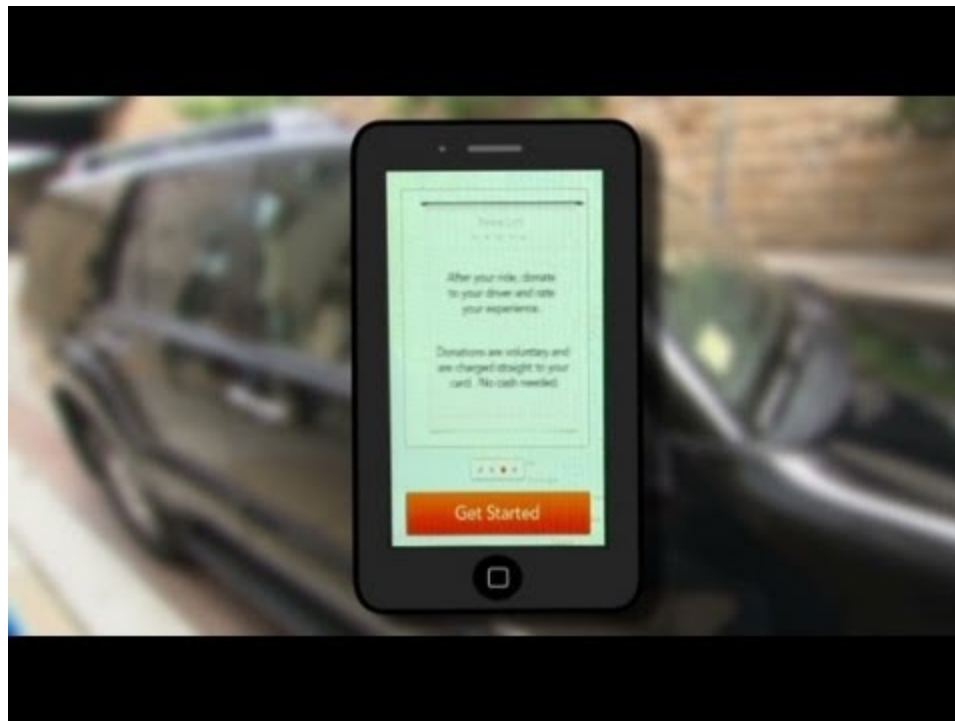 After your ride, donate
to your driver and rate
your experience.
Donations are voluntary and
are charged straight to your
card. No cash needed.
Get Started